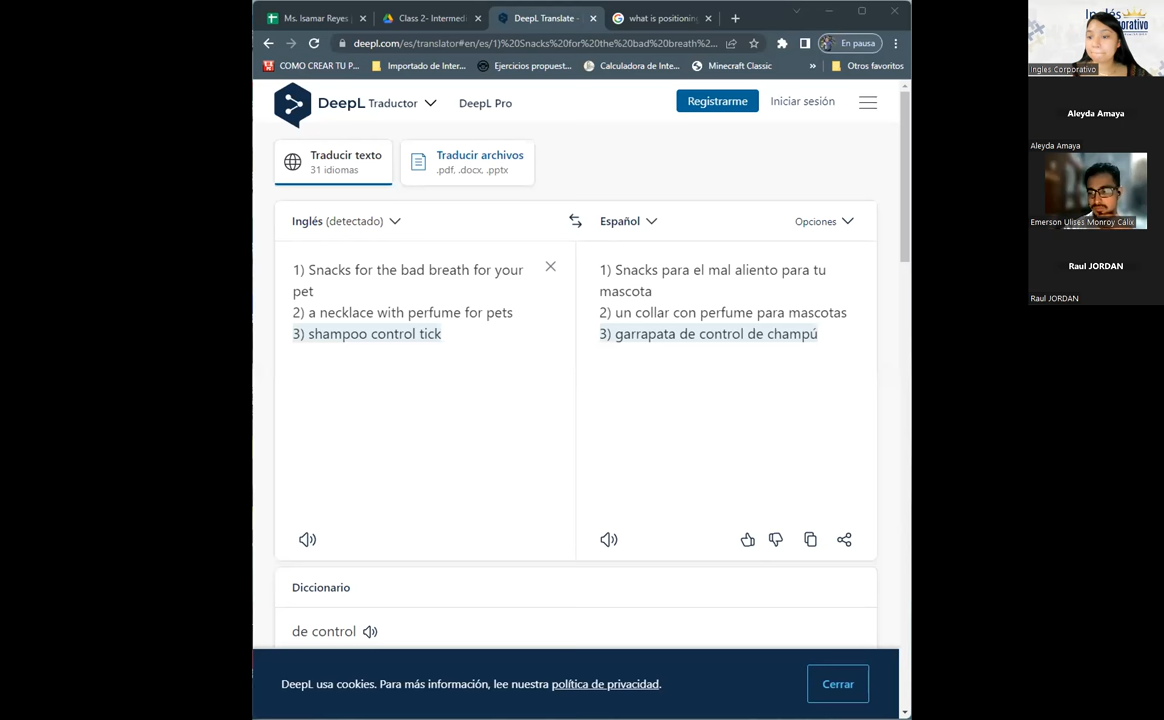 Ms. Isamar Reyes
Class 2- Intermed
DeepL Translate -
what is positionin
deepl.com/es/translator#en/es/1)%20Snacks%20for%20the%20bad%20breath%2...
En pausa
COMO CREAR TU P...
Importado de Inter...
Ejercicios propuest...
Calculadora de Inte...
Minecraft Classic
»
Otros favoritos
DeepL Traductor
DeepL Pro
Registrarme
Iniciar sesión
Traducir texto
31 idiomas
Traducir archivos
.pdf, .docx, .pptx
Inglés (detectado)
Español
Opciones
1) Snacks for the bad breath for your
pet
2) a necklace with perfume for pets
3) shampoo control tick
1) Snacks para el mal aliento para tu
mascota
2) un collar con perfume para mascotas
3) garrapata de control de champú
Diccionario
de control
DeepL usa cookies. Para más información, lee nuestra política de privacidad.
Cerrar
Inglés Corporativo
Aleyda Amaya
Aleyda Amaya
Emerson Ulises Monroy Cálix
Raul JORDAN
Raul JORDAN